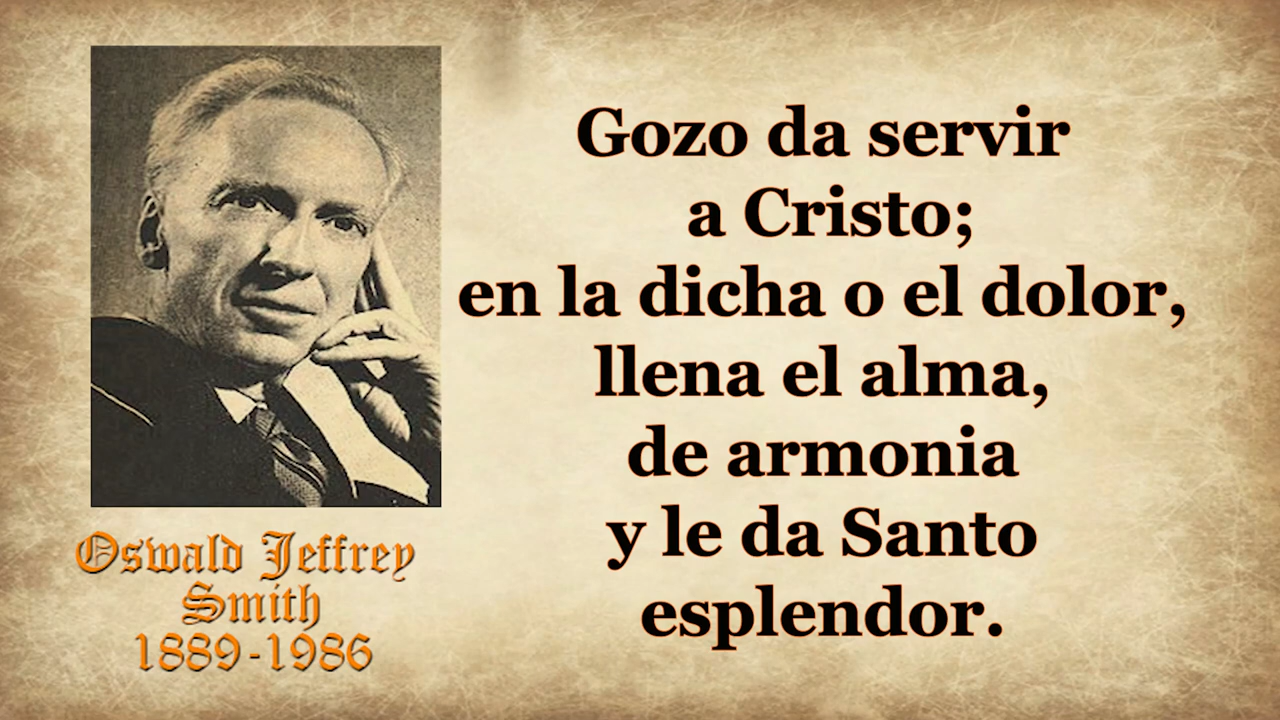 Gozo da servir
a Cristo;
en la dicha o el dolor,
llena el alma,
de armonia
y le da Santo
esplendor.
Oswald Jeffrey
Smith
1889-1986